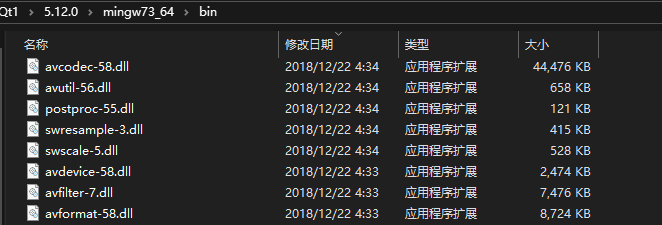 Qt1 > 5.12.0 > mingw73_64 > bin
名称 修改日期 类型 大小
avcodec-58.dll 2018/12/22 4:34 应用程序扩展 44,476 KB
avutil-56.dll 2018/12/22 4:34 应用程序扩展 658 KB
postproc-55.dll 2018/12/22 4:34 应用程序扩展 121 KB
swresample-3.dll 2018/12/22 4:34 应用程序扩展 415 KB
swscale-5.dll 2018/12/22 4:34 应用程序扩展 528 KB
avdevice-58.dll 2018/12/22 4:33 应用程序扩展 2,474 KB
avfilter-7.dll 2018/12/22 4:33 应用程序扩展 7,476 KB
avformat-58.dll 2018/12/22 4:33 应用程序扩展 8,724 KB